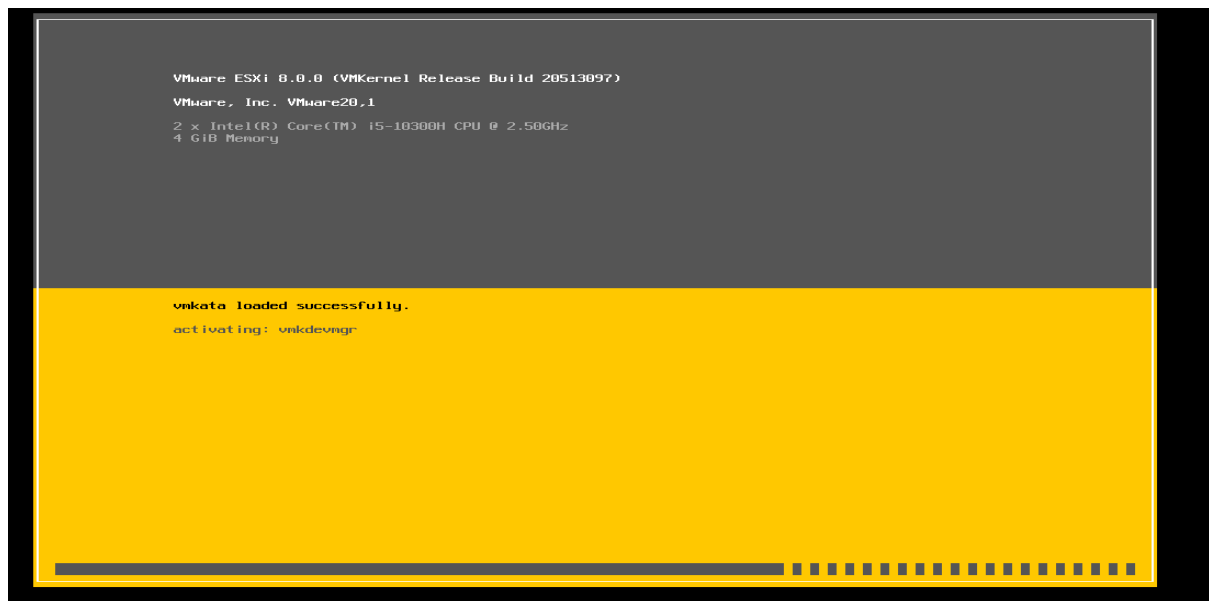 VMware ESXi 8.0.0 (VMKernel Release Build 20513097)
VMware, Inc. VMware20,1
2 x Intel(R) Core(TM) i5-10300H CPU @ 2.50GHz
4 GiB Memory
vmkata loaded successfully.
activating: vmkdevmgr